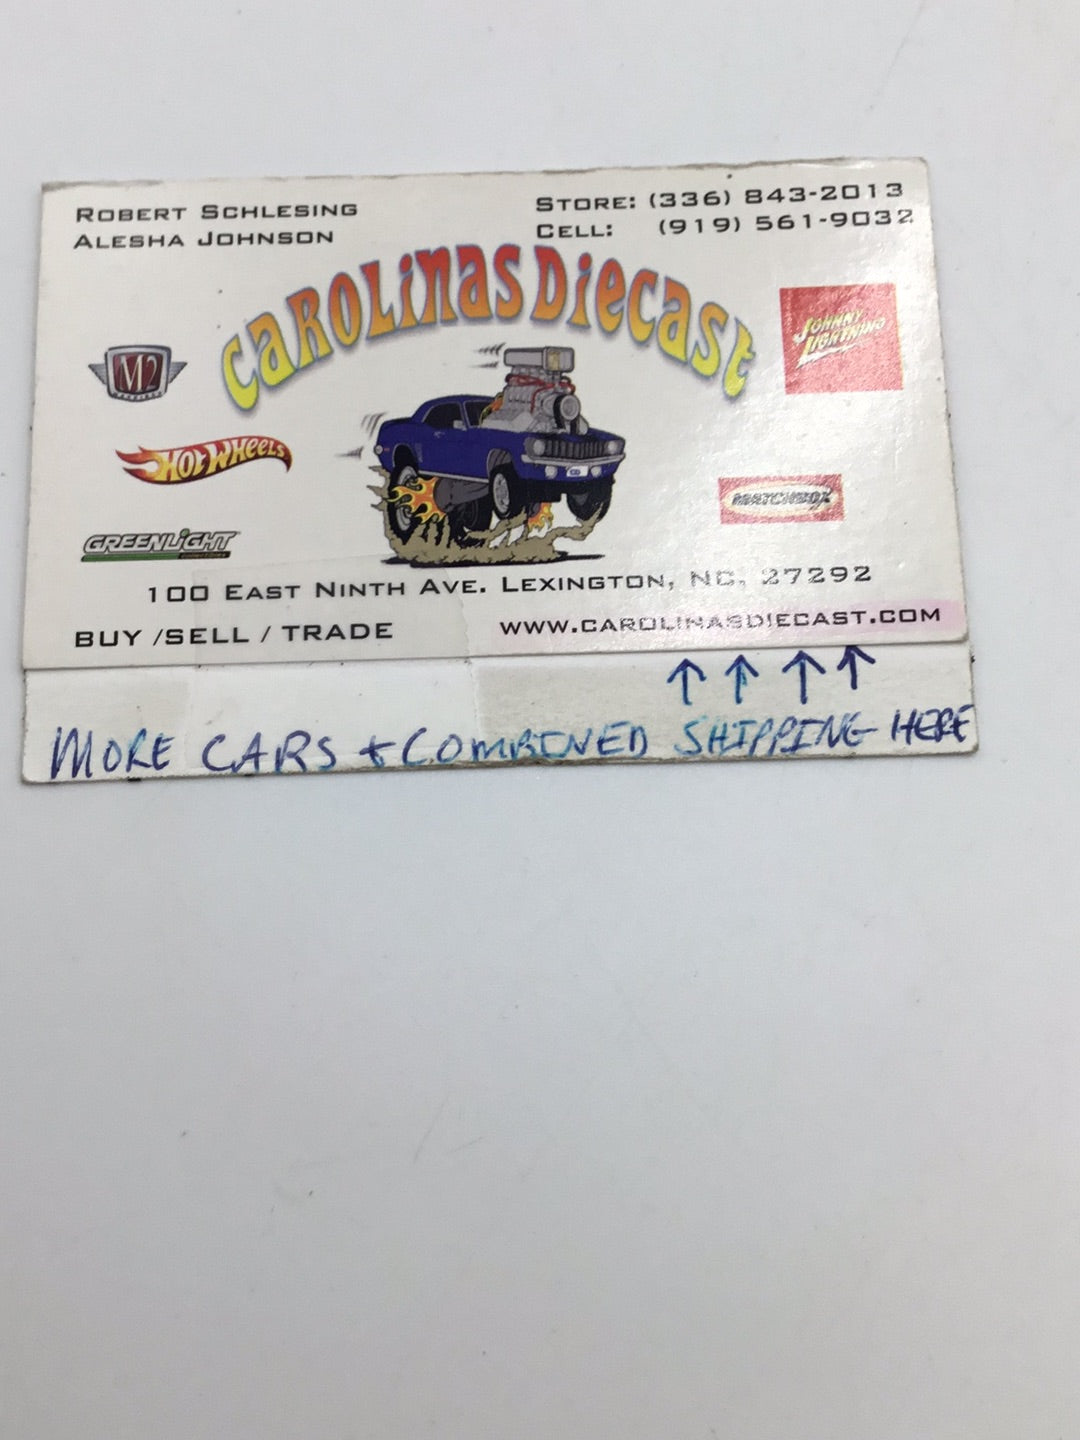 ROBERT SCHLESING
ALESHA JOHNSON
STORE: (336) 843-2013
CELL: (919) 561-9032
CAROLINAS DIECAST
M2
JOHNNY
LIGHTNING
HOT WHEELS
MATCHBOX
GREENLIGHT
CD
100 EAST NINTH AVE. LEXINGTON, NC. 27292
BUY /SELL / TRADE
WWW.CAROLINASDIECAST.COM
↑ ↑ ↑ ↑
MORE CARS + COMBINED SHIPPING HERE